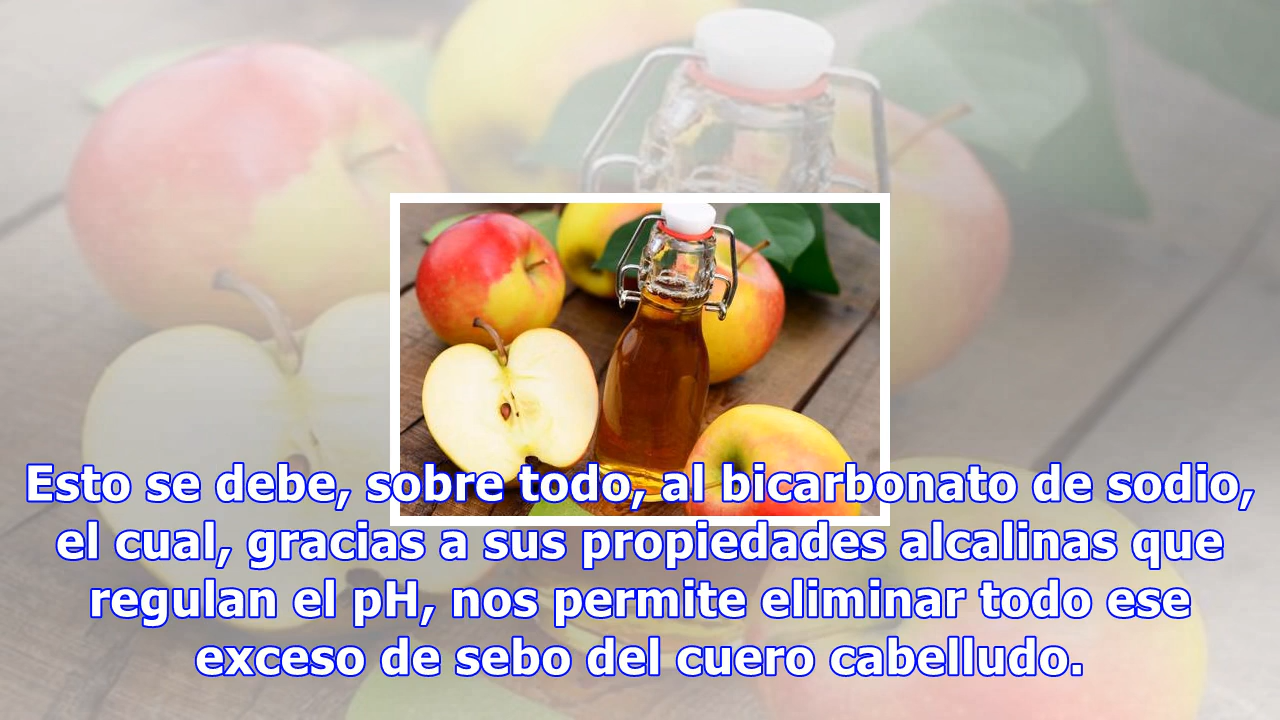 Esto se debe, sobre todo, al bicarbonato de sodio,
el cual, gracias a sus propiedades alcalinas que
regulan el pH, nos permite eliminar todo ese
exceso de sebo del cuero cabelludo.